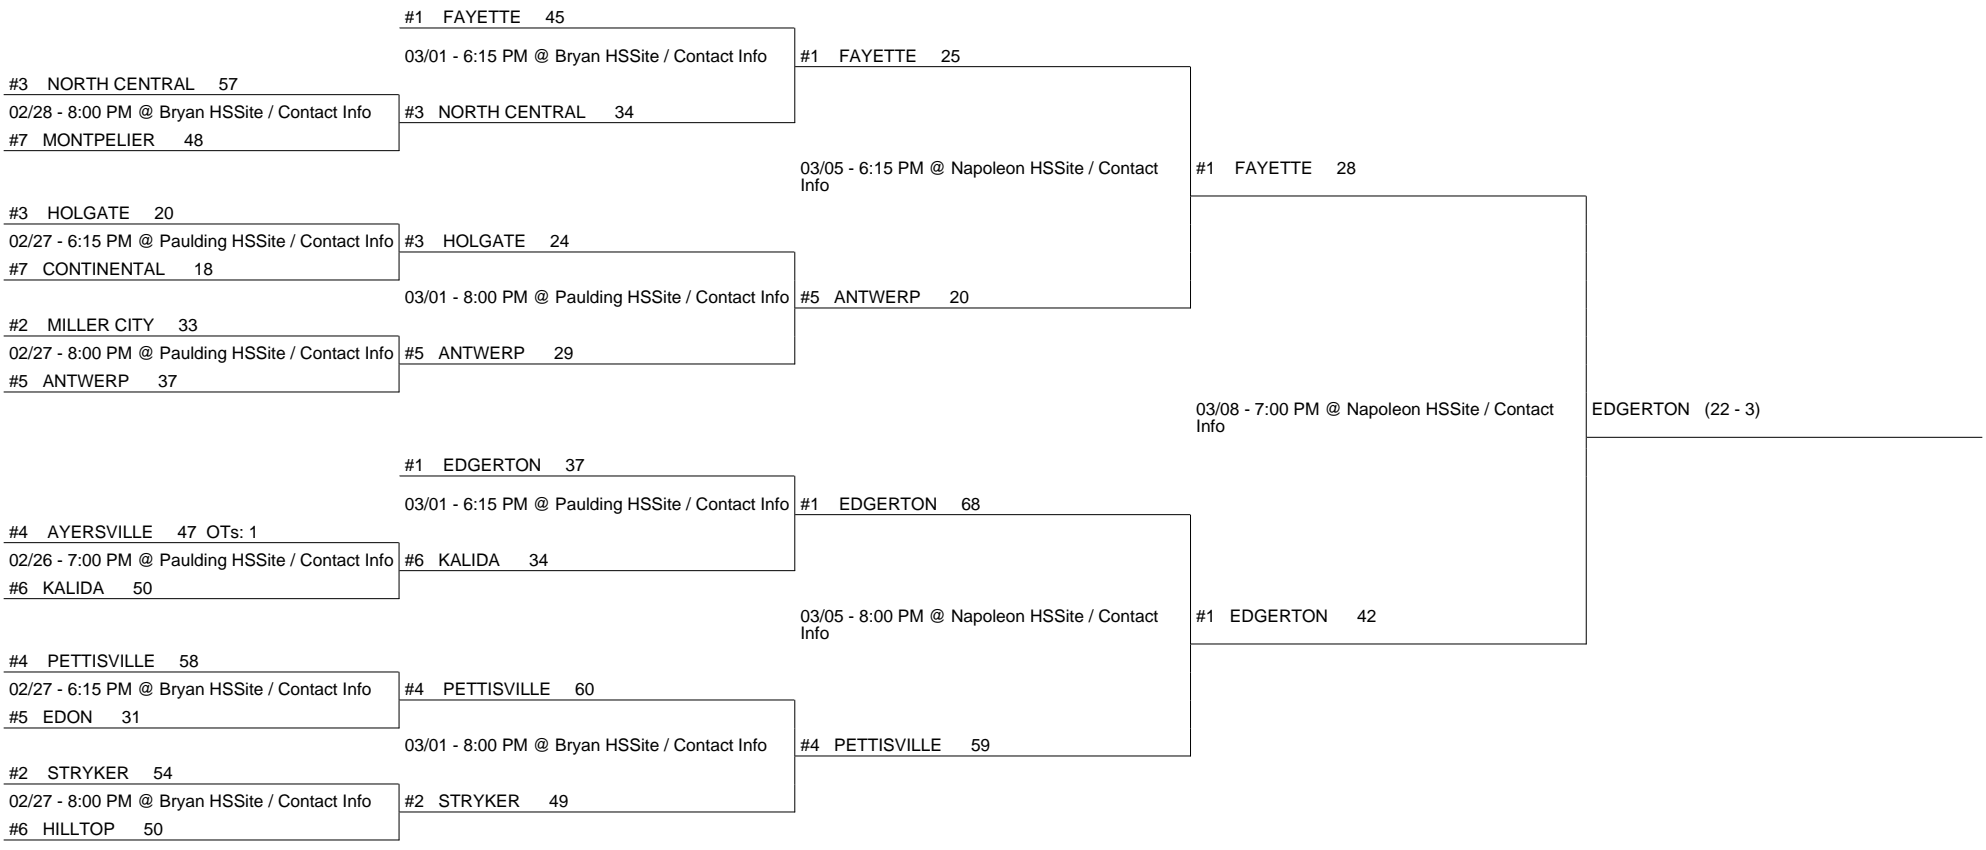 #1 FAYETTE 45
03/01 - 6:15 PM @ Bryan HSSite / Contact Info
#1 FAYETTE 25
#3 NORTH CENTRAL 57
02/28 - 8:00 PM @ Bryan HSSite / Contact Info
#3 NORTH CENTRAL 34
#7 MONTPELIER 48
03/05 - 6:15 PM @ Napoleon HSSite / Contact
Info
#1 FAYETTE 28
#3 HOLGATE 20
02/27 - 6:15 PM @ Paulding HSSite / Contact Info
#3 HOLGATE 24
#7 CONTINENTAL 18
03/01 - 8:00 PM @ Paulding HSSite / Contact Info
#5 ANTWERP 20
#2 MILLER CITY 33
02/27 - 8:00 PM @ Paulding HSSite / Contact Info
#5 ANTWERP 29
#5 ANTWERP 37
03/08 - 7:00 PM @ Napoleon HSSite / Contact
Info
EDGERTON (22 - 3)
#1 EDGERTON 37
03/01 - 6:15 PM @ Paulding HSSite / Contact Info
#1 EDGERTON 68
#4 AYERSVILLE 47 OTs: 1
02/26 - 7:00 PM @ Paulding HSSite / Contact Info
#6 KALIDA 34
#6 KALIDA 50
03/05 - 8:00 PM @ Napoleon HSSite / Contact
Info
#1 EDGERTON 42
#4 PETTISVILLE 58
02/27 - 6:15 PM @ Bryan HSSite / Contact Info
#4 PETTISVILLE 60
#5 EDON 31
03/01 - 8:00 PM @ Bryan HSSite / Contact Info
#4 PETTISVILLE 59
#2 STRYKER 54
02/27 - 8:00 PM @ Bryan HSSite / Contact Info
#2 STRYKER 49
#6 HILLTOP 50